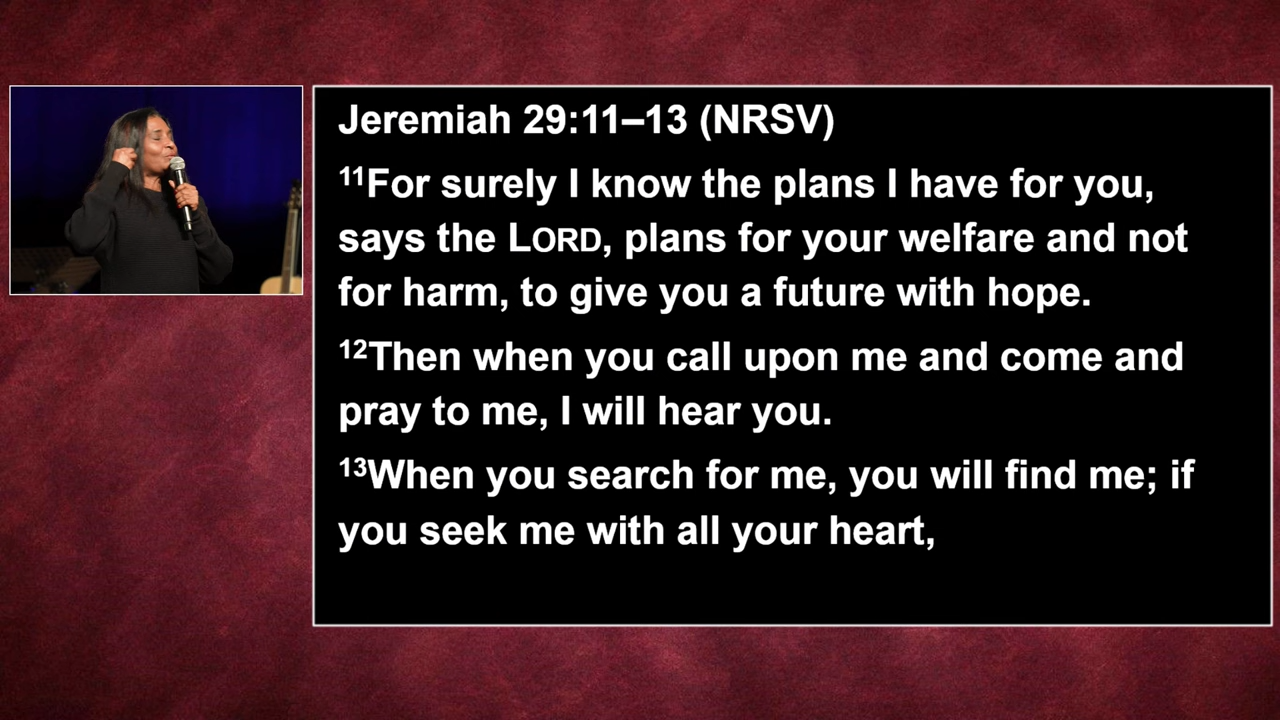 Jeremiah 29:11–13 (NRSV)
¹¹For surely I know the plans I have for you,
says the LORD, plans for your welfare and not
for harm, to give you a future with hope.
¹²Then when you call upon me and come and
pray to me, I will hear you.
¹³When you search for me, you will find me; if
you seek me with all your heart,